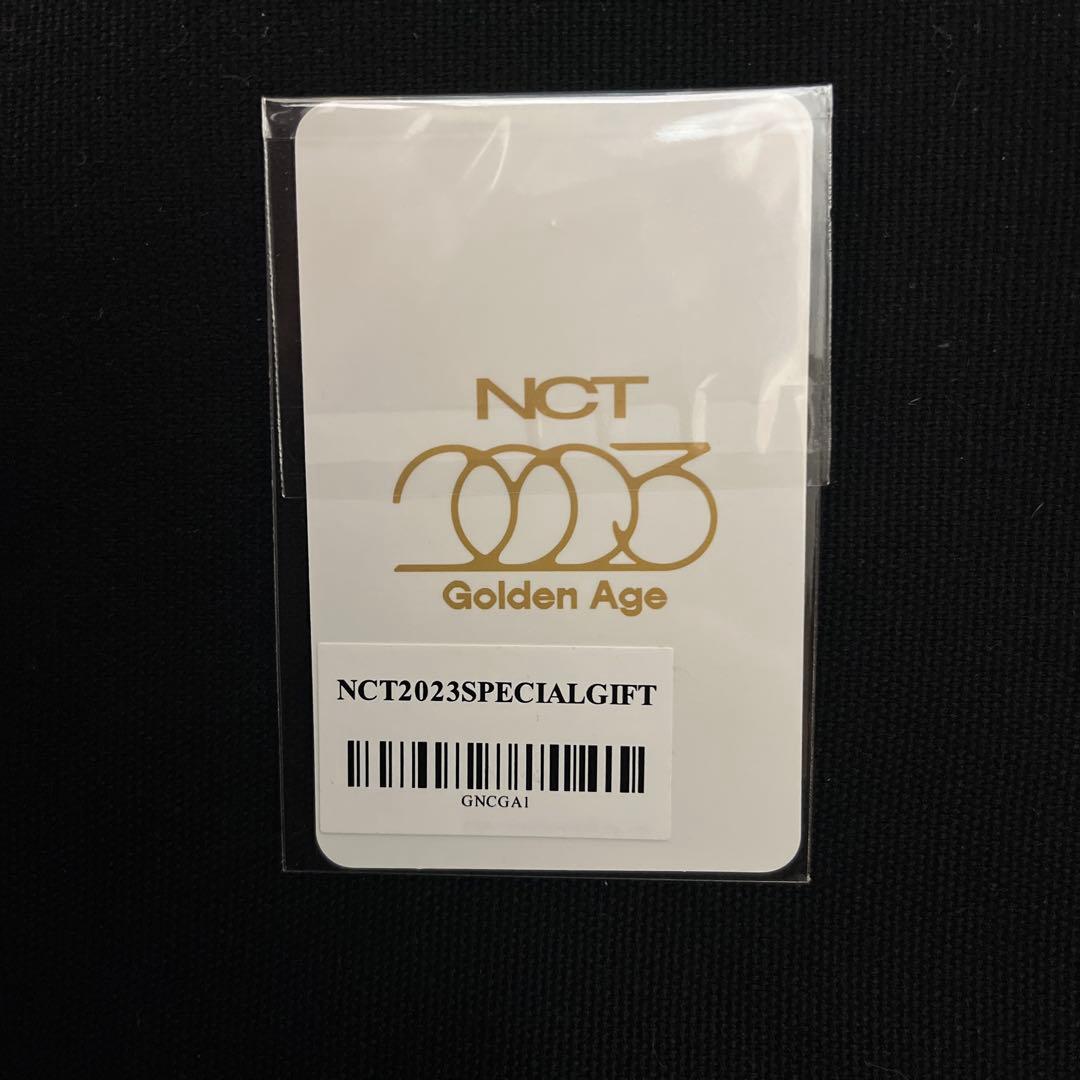 NCT
2023
Golden Age
NCT2023SPECIALGIFT
GNCGA1